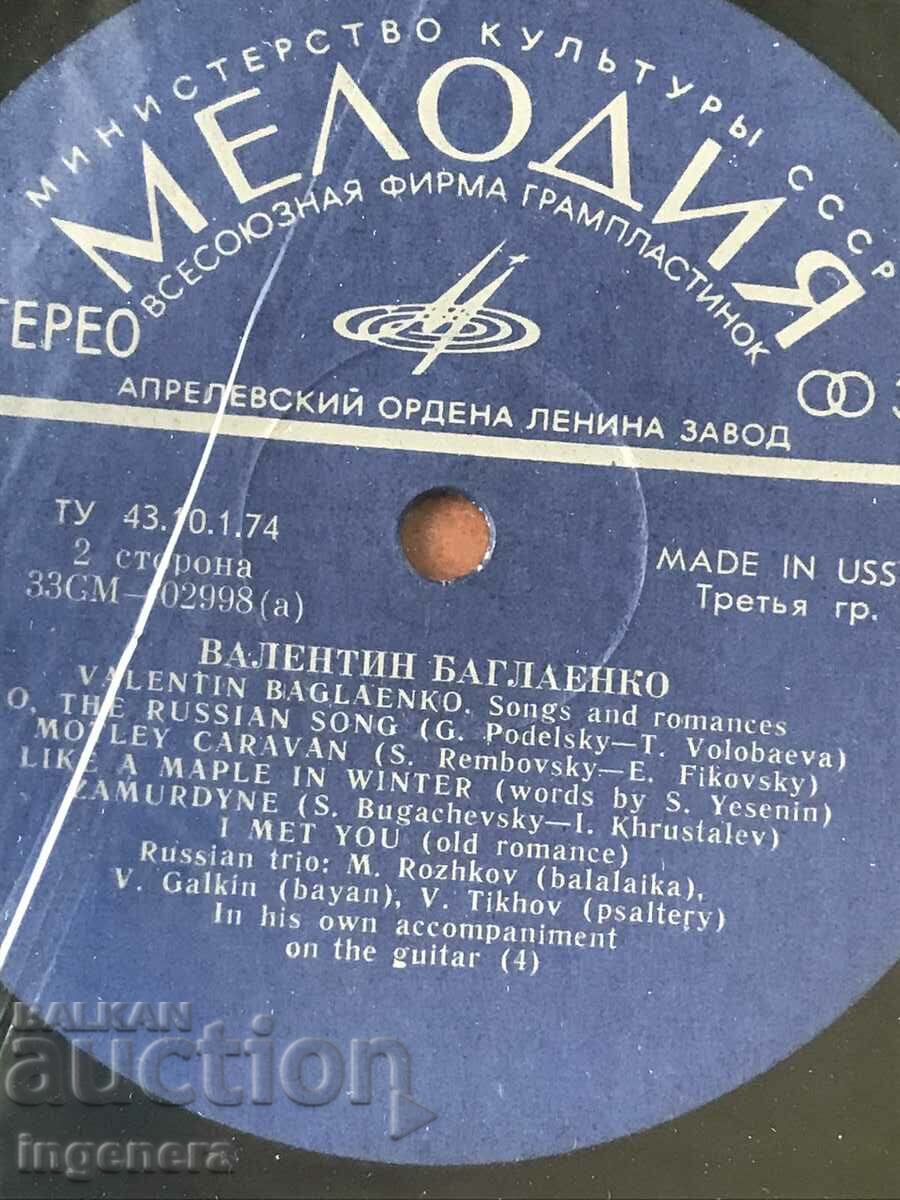 МИНИСТЕРСТВО КУЛЬТУРЫ СССР
МЕЛОДИЯ
ВСЕСОЮЗНАЯ ФИРМА ГРАМПЛАСТИНОК
ТЕРЕО
АПРЕЛЕВСКИЙ ОРДЕНА ЛЕНИНА ЗАВОД
ТУ 43.10.1.74
2 сторона
33СМ—02998(a)
MADE IN USS
Третья гр.
ВАЛЕНТИН БАГЛАЕНКО
VALENTIN BAGLAENKO. Songs and romances
O, THE RUSSIAN SONG (G. Podelsky—T. Volobaeva)
MOTLEY CARAVAN (S. Rembovsky—E. Fikovsky)
LIKE A MAPLE IN WINTER (words by S. Yesenin)
ZAMURDYNE (S. Bugachevsky—I. Khrustalev)
I MET YOU (old romance)
Russian trio: M. Rozhkov (balalaika),
V. Galkin (bayan), V. Tikhov (psaltery)
In his own accompaniment
on the guitar (4)
BALKAN
auction
ingenera